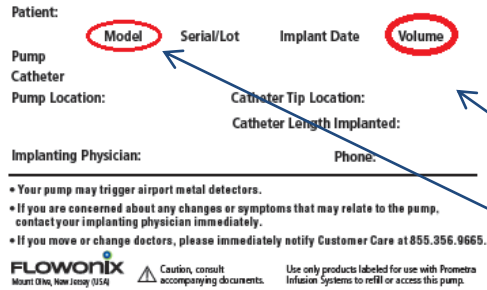 Patient:
Model Serial/Lot Implant Date Volume
Pump
Catheter
Pump Location: Catheter Tip Location:
Catheter Length Implanted:
Implanting Physician: Phone:
• Your pump may trigger airport metal detectors.
• If you are concerned about any changes or symptoms that may relate to the pump,
contact your implanting physician immediately.
• If you move or change doctors, please immediately notify Customer Care at 855.356.9665.
FLOWONIX
Mount Olive, New Jersey (USA)
Caution, consult
accompanying documents.
Use only products labeled for use with Prometra
Infusion Systems to refill or access this pump.